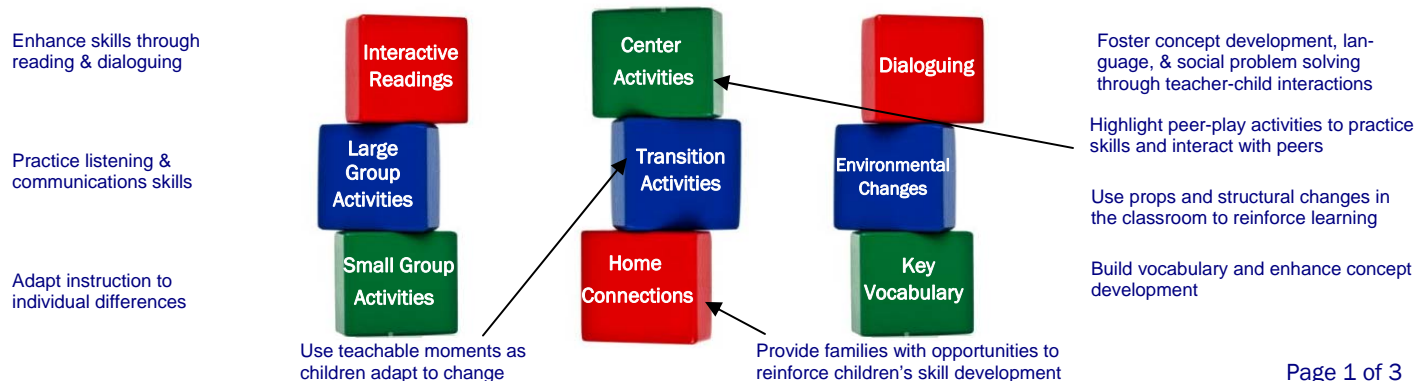 Enhance skills through
reading & dialoguing
Interactive
Readings
Center
Activities
Dialoguing
Foster concept development, lan-
guage, & social problem solving
through teacher-child interactions
Highlight peer-play activities to practice
skills and interact with peers
Practice listening &
communications skills
Large
Group
Activities
Transition
Activities
Environmental
Changes
Use props and structural changes in
the classroom to reinforce learning
Adapt instruction to
individual differences
Small Group
Activities
Home
Connections
Key
Vocabulary
Build vocabulary and enhance concept
development
Use teachable moments as
children adapt to change
Provide families with opportunities to
reinforce children's skill development
Page 1 of 3